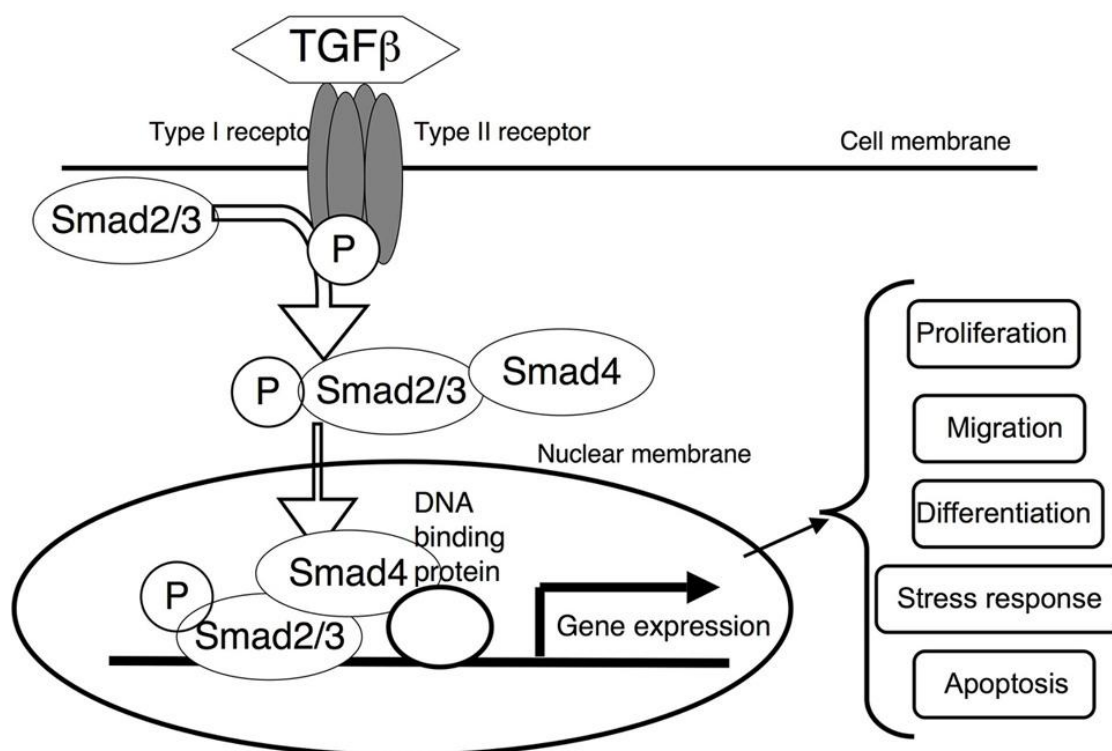 TGFβ
Type I recepto
Type II receptor
Cell membrane
Smad2/3
P
P
Smad2/3
Smad4
Nuclear membrane
DNA
binding
protein
Smad4
P
Smad2/3
Gene expression
Proliferation
Migration
Differentiation
Stress response
Apoptosis